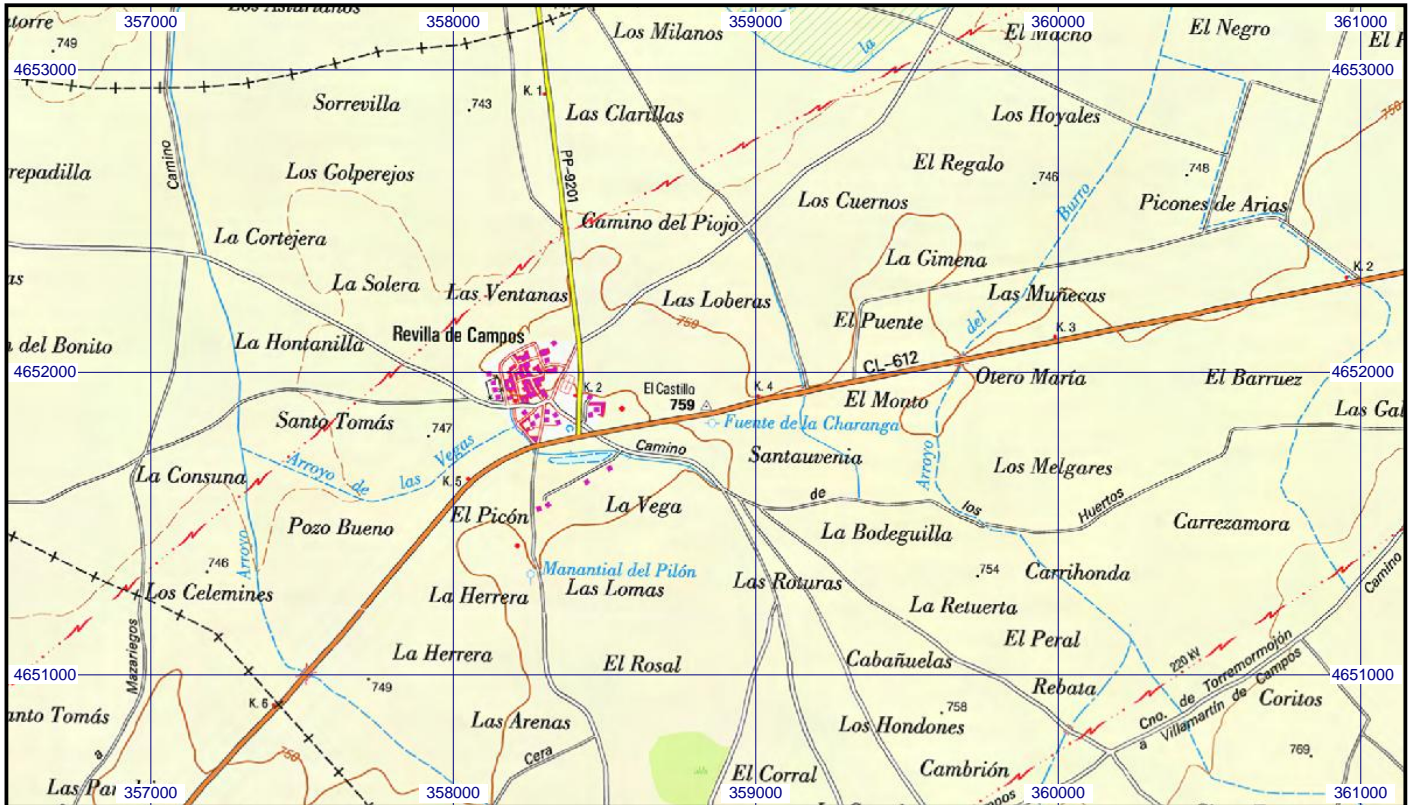 Los Asturianos
357000
358000
359000
360000
361000
749
Los Milanos
la
El Macho
El Negro
4653000
4653000
Sorrevilla
743
K. 1
Las Clarillas
Los Hoyales
750
Camino
PP-9201
El Regalo
746
748
Los Golperejos
Burro
Los Cuernos
Picones de Arias
La Cortejera
Camino del Piojo
La Gimena
La Solera
Las Ventanas
Las Loberas
Las Muñecas
K. 2
750
El Puente
del
K. 3
Revilla de Campos
La Hontanilla
del Bonito
CL-612
4652000
4652000
K. 2
El Castillo
K. 4
Otero María
El Barruez
759
El Monto
Santo Tomás
747
Fuente de la Charanga
Las
Arroyo de las Vegas
C
Camino
Santauvenia
Arroyo
La Consuna
K. 5
Los Melgares
de
los
Huertos
El Picón
La Vega
Pozo Bueno
La Bodeguilla
Carrezamora
Arroyo
746
Manantial del Pilón
754
Carrihonda
Camino
Los Celemines
La Herrera
Las Lomas
Las Roturas
La Retuerta
El Peral
Mazariegos
La Herrera
El Rosal
Cabañuelas
220 kV
4651000
4651000
749
Rebata
Cno. de Torremormojón
a Villamartín de Campos
Coritos
K. 6
758
Tomás
Las Arenas
Los Hondones
a
750
Cera
769
El Corral
Cambrión
Las
357000
358000
359000
360000
361000